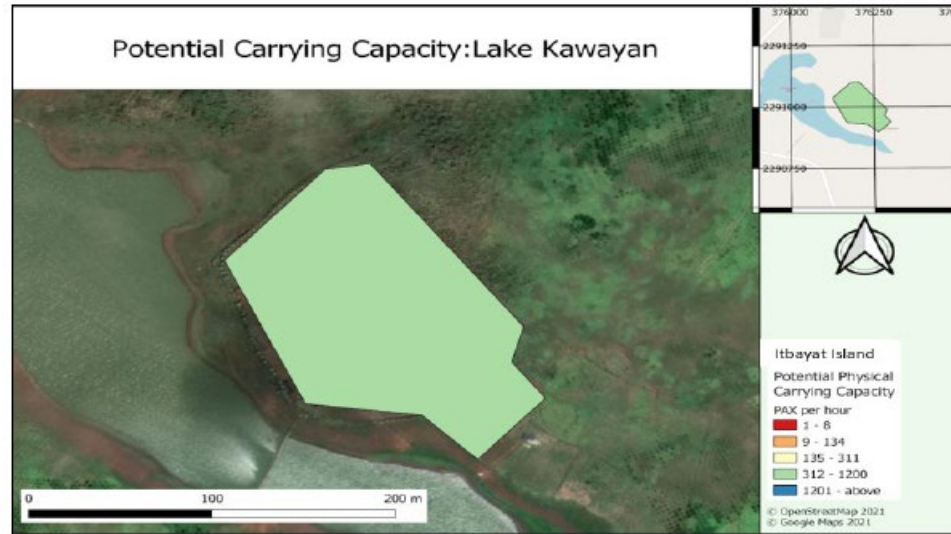 Potential Carrying Capacity:Lake Kawayan
376000 376250
2291250
2291000
2290750
Itbayat Island
Potential Physical
Carrying Capacity
PAX per hour
1 - 8
9 - 134
135 - 311
312 - 1200
1201 - above
© OpenStreetMap 2021
© Google Maps 2021
0 100 200 m